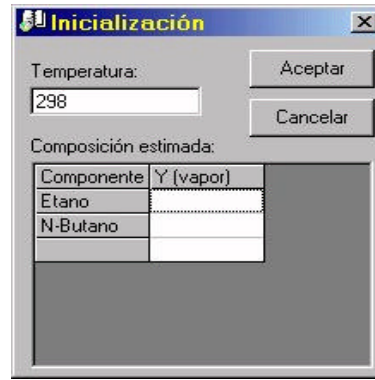 Inicialización
Temperatura:
Aceptar
298
Cancelar
Composición estimada:
Componente Y (vapor)
Etano
N-Butano